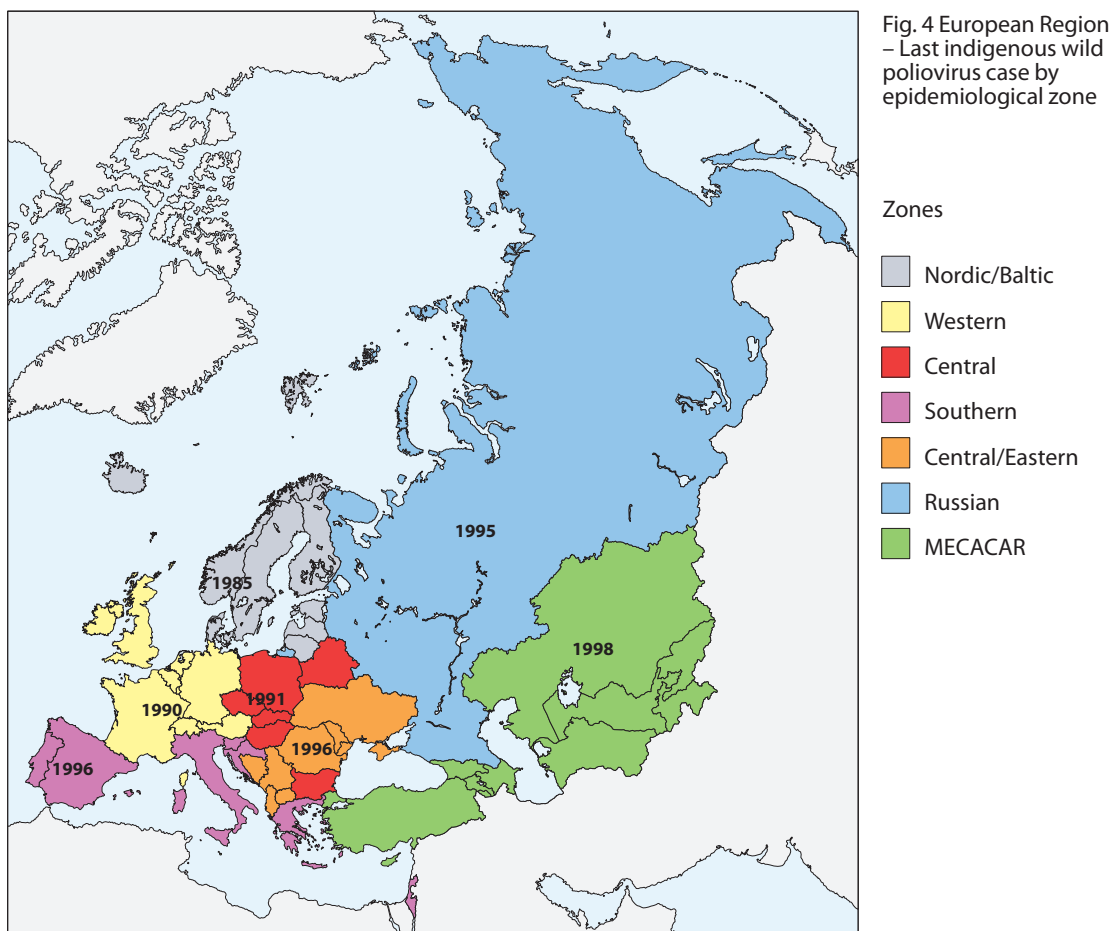 Fig. 4 European Region
– Last indigenous wild
poliovirus case by
epidemiological zone
Zones
Nordic/Baltic
Western
Central
Southern
Central/Eastern
Russian
MECACAR
1995
1985
1998
1991
1990
1996
1996